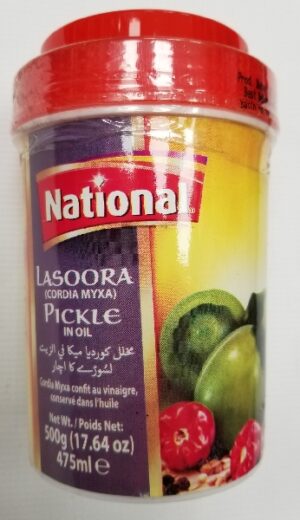 National
LASOORA
(CORDIA MYXA)
PICKLE
IN OIL
مخلل كورديا ميكا في الزيت
لسوڑے کا اچار
Cordia Myxa confit au vinaigre,
conservé dans l'huile
Net Wt. / Poids Net:
500g (17.64 oz)
475ml e